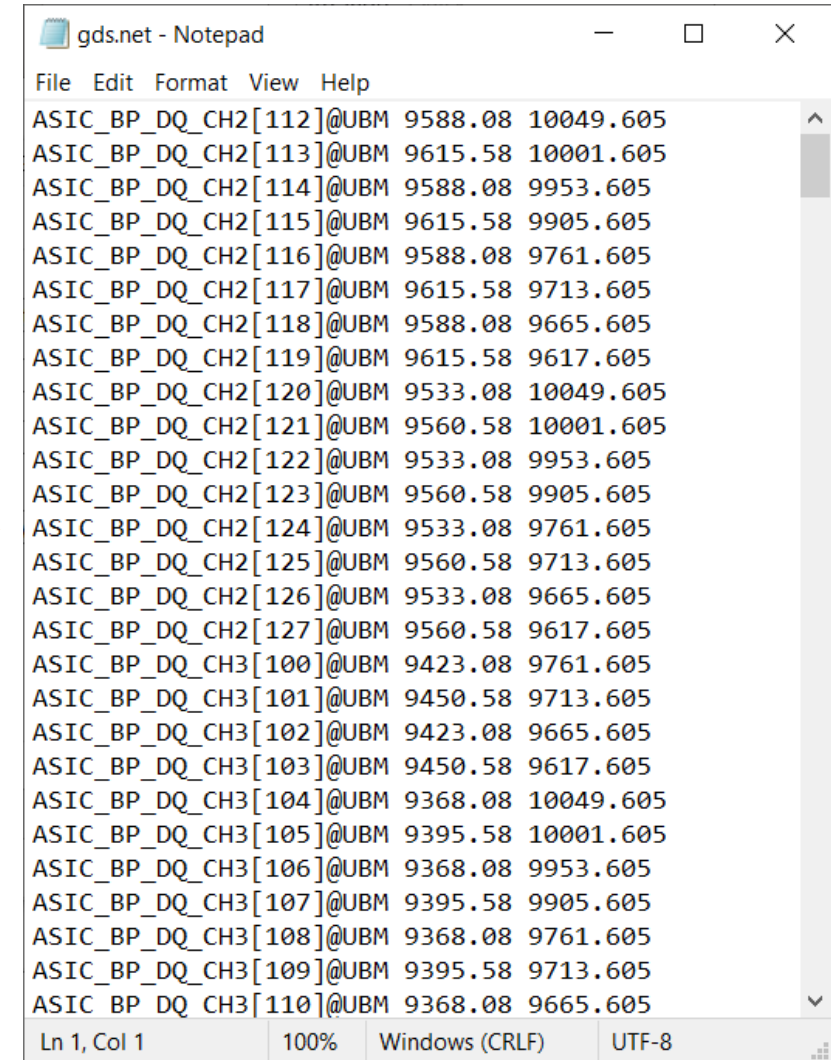 gds.net - Notepad
File Edit Format View Help
ASIC_BP_DQ_CH2[112]@UBM 9588.08 10049.605
ASIC_BP_DQ_CH2[113]@UBM 9615.58 10001.605
ASIC_BP_DQ_CH2[114]@UBM 9588.08 9953.605
ASIC_BP_DQ_CH2[115]@UBM 9615.58 9905.605
ASIC_BP_DQ_CH2[116]@UBM 9588.08 9761.605
ASIC_BP_DQ_CH2[117]@UBM 9615.58 9713.605
ASIC_BP_DQ_CH2[118]@UBM 9588.08 9665.605
ASIC_BP_DQ_CH2[119]@UBM 9615.58 9617.605
ASIC_BP_DQ_CH2[120]@UBM 9533.08 10049.605
ASIC_BP_DQ_CH2[121]@UBM 9560.58 10001.605
ASIC_BP_DQ_CH2[122]@UBM 9533.08 9953.605
ASIC_BP_DQ_CH2[123]@UBM 9560.58 9905.605
ASIC_BP_DQ_CH2[124]@UBM 9533.08 9761.605
ASIC_BP_DQ_CH2[125]@UBM 9560.58 9713.605
ASIC_BP_DQ_CH2[126]@UBM 9533.08 9665.605
ASIC_BP_DQ_CH2[127]@UBM 9560.58 9617.605
ASIC_BP_DQ_CH3[100]@UBM 9423.08 9761.605
ASIC_BP_DQ_CH3[101]@UBM 9450.58 9713.605
ASIC_BP_DQ_CH3[102]@UBM 9423.08 9665.605
ASIC_BP_DQ_CH3[103]@UBM 9450.58 9617.605
ASIC_BP_DQ_CH3[104]@UBM 9368.08 10049.605
ASIC_BP_DQ_CH3[105]@UBM 9395.58 10001.605
ASIC_BP_DQ_CH3[106]@UBM 9368.08 9953.605
ASIC_BP_DQ_CH3[107]@UBM 9395.58 9905.605
ASIC_BP_DQ_CH3[108]@UBM 9368.08 9761.605
ASIC_BP_DQ_CH3[109]@UBM 9395.58 9713.605
ASIC_BP_DQ_CH3[110]@UBM 9368.08 9665.605
Ln 1, Col 1 100% Windows (CRLF) UTF-8